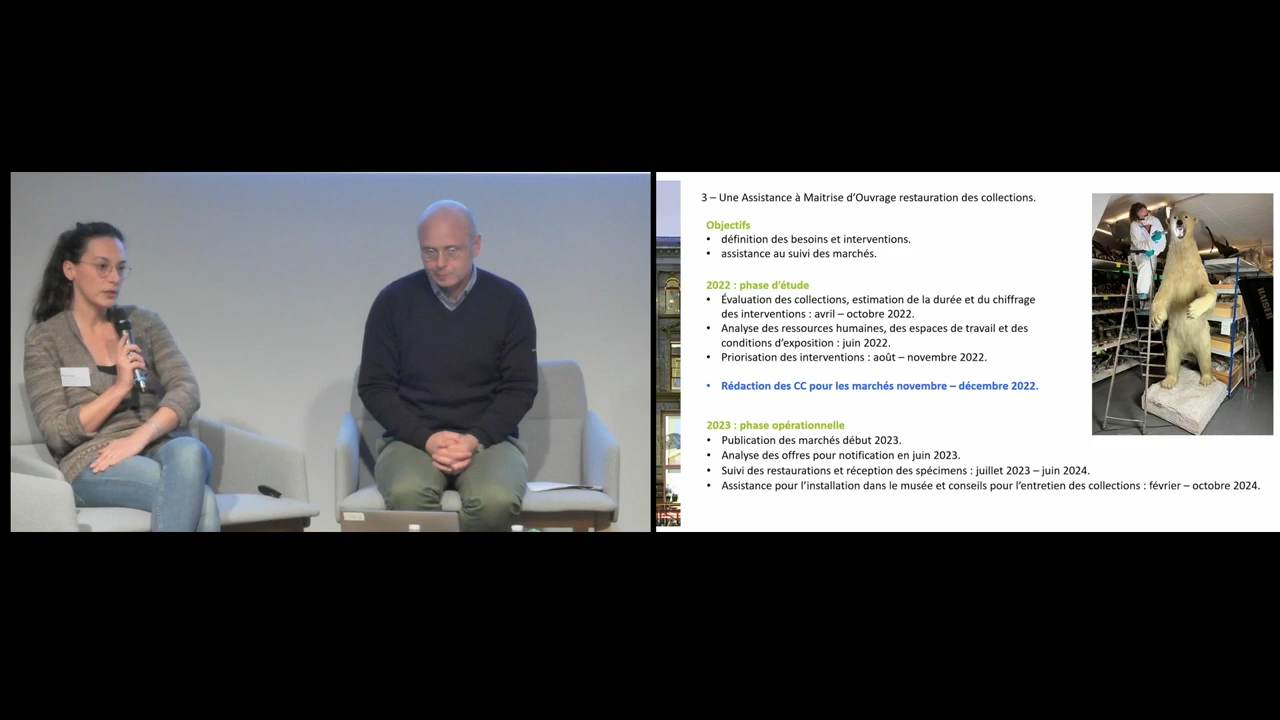 3 – Une Assistance à Maitrise d’Ouvrage restauration des collections.
Objectifs
• définition des besoins et interventions.
• assistance au suivi des marchés.
2022 : phase d’étude
• Évaluation des collections, estimation de la durée et du chiffrage
des interventions : avril – octobre 2022.
• Analyse des ressources humaines, des espaces de travail et des
conditions d’exposition : juin 2022.
• Priorisation des interventions : août – novembre 2022.
• Rédaction des CC pour les marchés novembre – décembre 2022.
2023 : phase opérationnelle
• Publication des marchés début 2023.
• Analyse des offres pour notification en juin 2023.
• Suivi des restaurations et réception des spécimens : juillet 2023 – juin 2024.
• Assistance pour l’installation dans le musée et conseils pour l’entretien des collections : février – octobre 2024.
KAISER